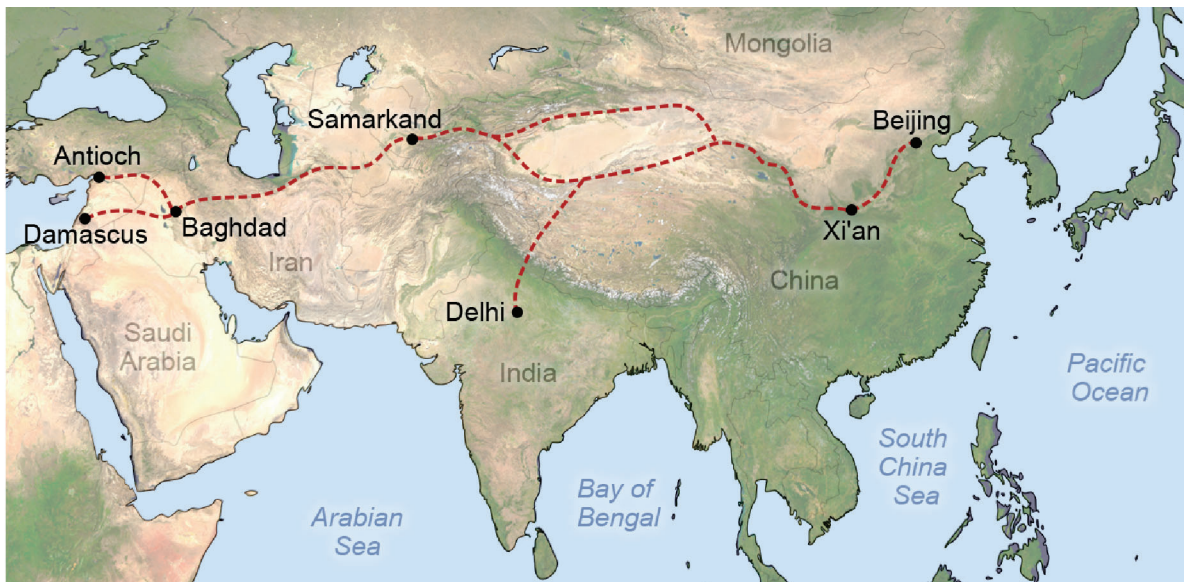 Mongolia
Samarkand
Beijing
Antioch
Damascus
Baghdad
Xi'an
Iran
China
Delhi
Saudi
Arabia
India
Pacific
Ocean
South
China
Sea
Bay of
Bengal
Arabian
Sea